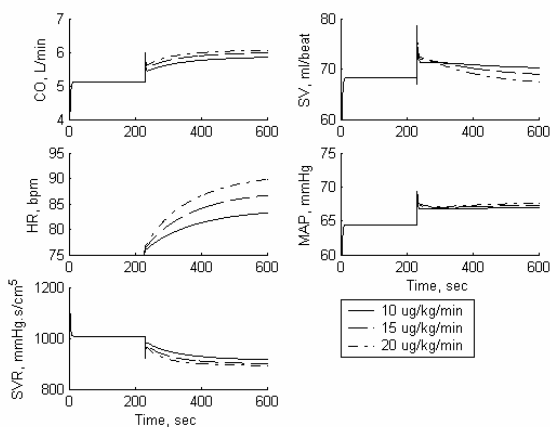 CO, L/min
7
6
5
4
0 200 400 600
SV, ml/beat
80
70
60
0 200 400 600
HR, bpm
95
90
85
80
75
0 200 400 600
MAP, mmHg
75
70
65
60
0 200 400 600
Time, sec
SVR, mmHg.s/cm⁵
1200
1000
800
0 200 400 600
Time, sec
10 ug/kg/min
15 ug/kg/min
20 ug/kg/min